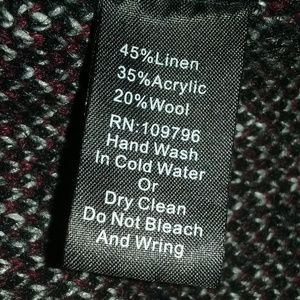 45%Linen
35%Acrylic
20%Wool
RN:109796
Hand Wash
In Cold Water
Or
Dry Clean
Do Not Bleach
And Wring